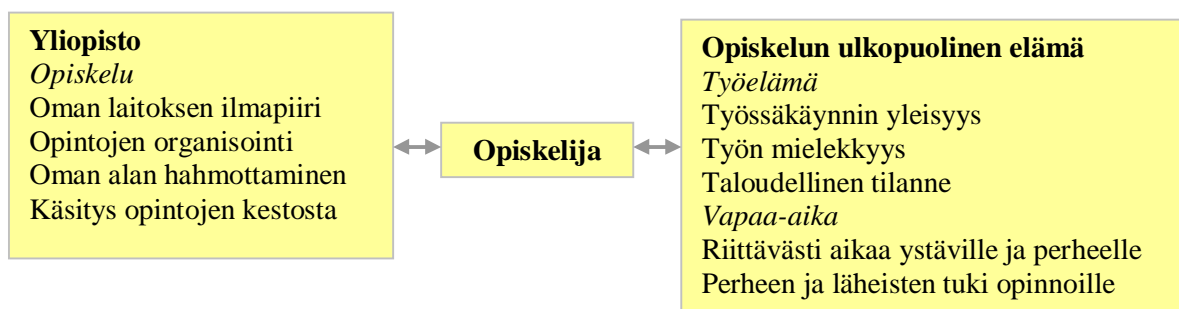 Yliopisto
Opiskelu
Oman laitoksen ilmapiiri
Opintojen organisointi
Oman alan hahmottaminen
Käsitys opintojen kestosta
Opiskelija
Opiskelun ulkopuolinen elämä
Työelämä
Työssäkäynnin yleisyys
Työn mielekkyys
Taloudellinen tilanne
Vapaa-aika
Riittävästi aikaa ystäville ja perheelle
Perheen ja läheisten tuki opinnoille